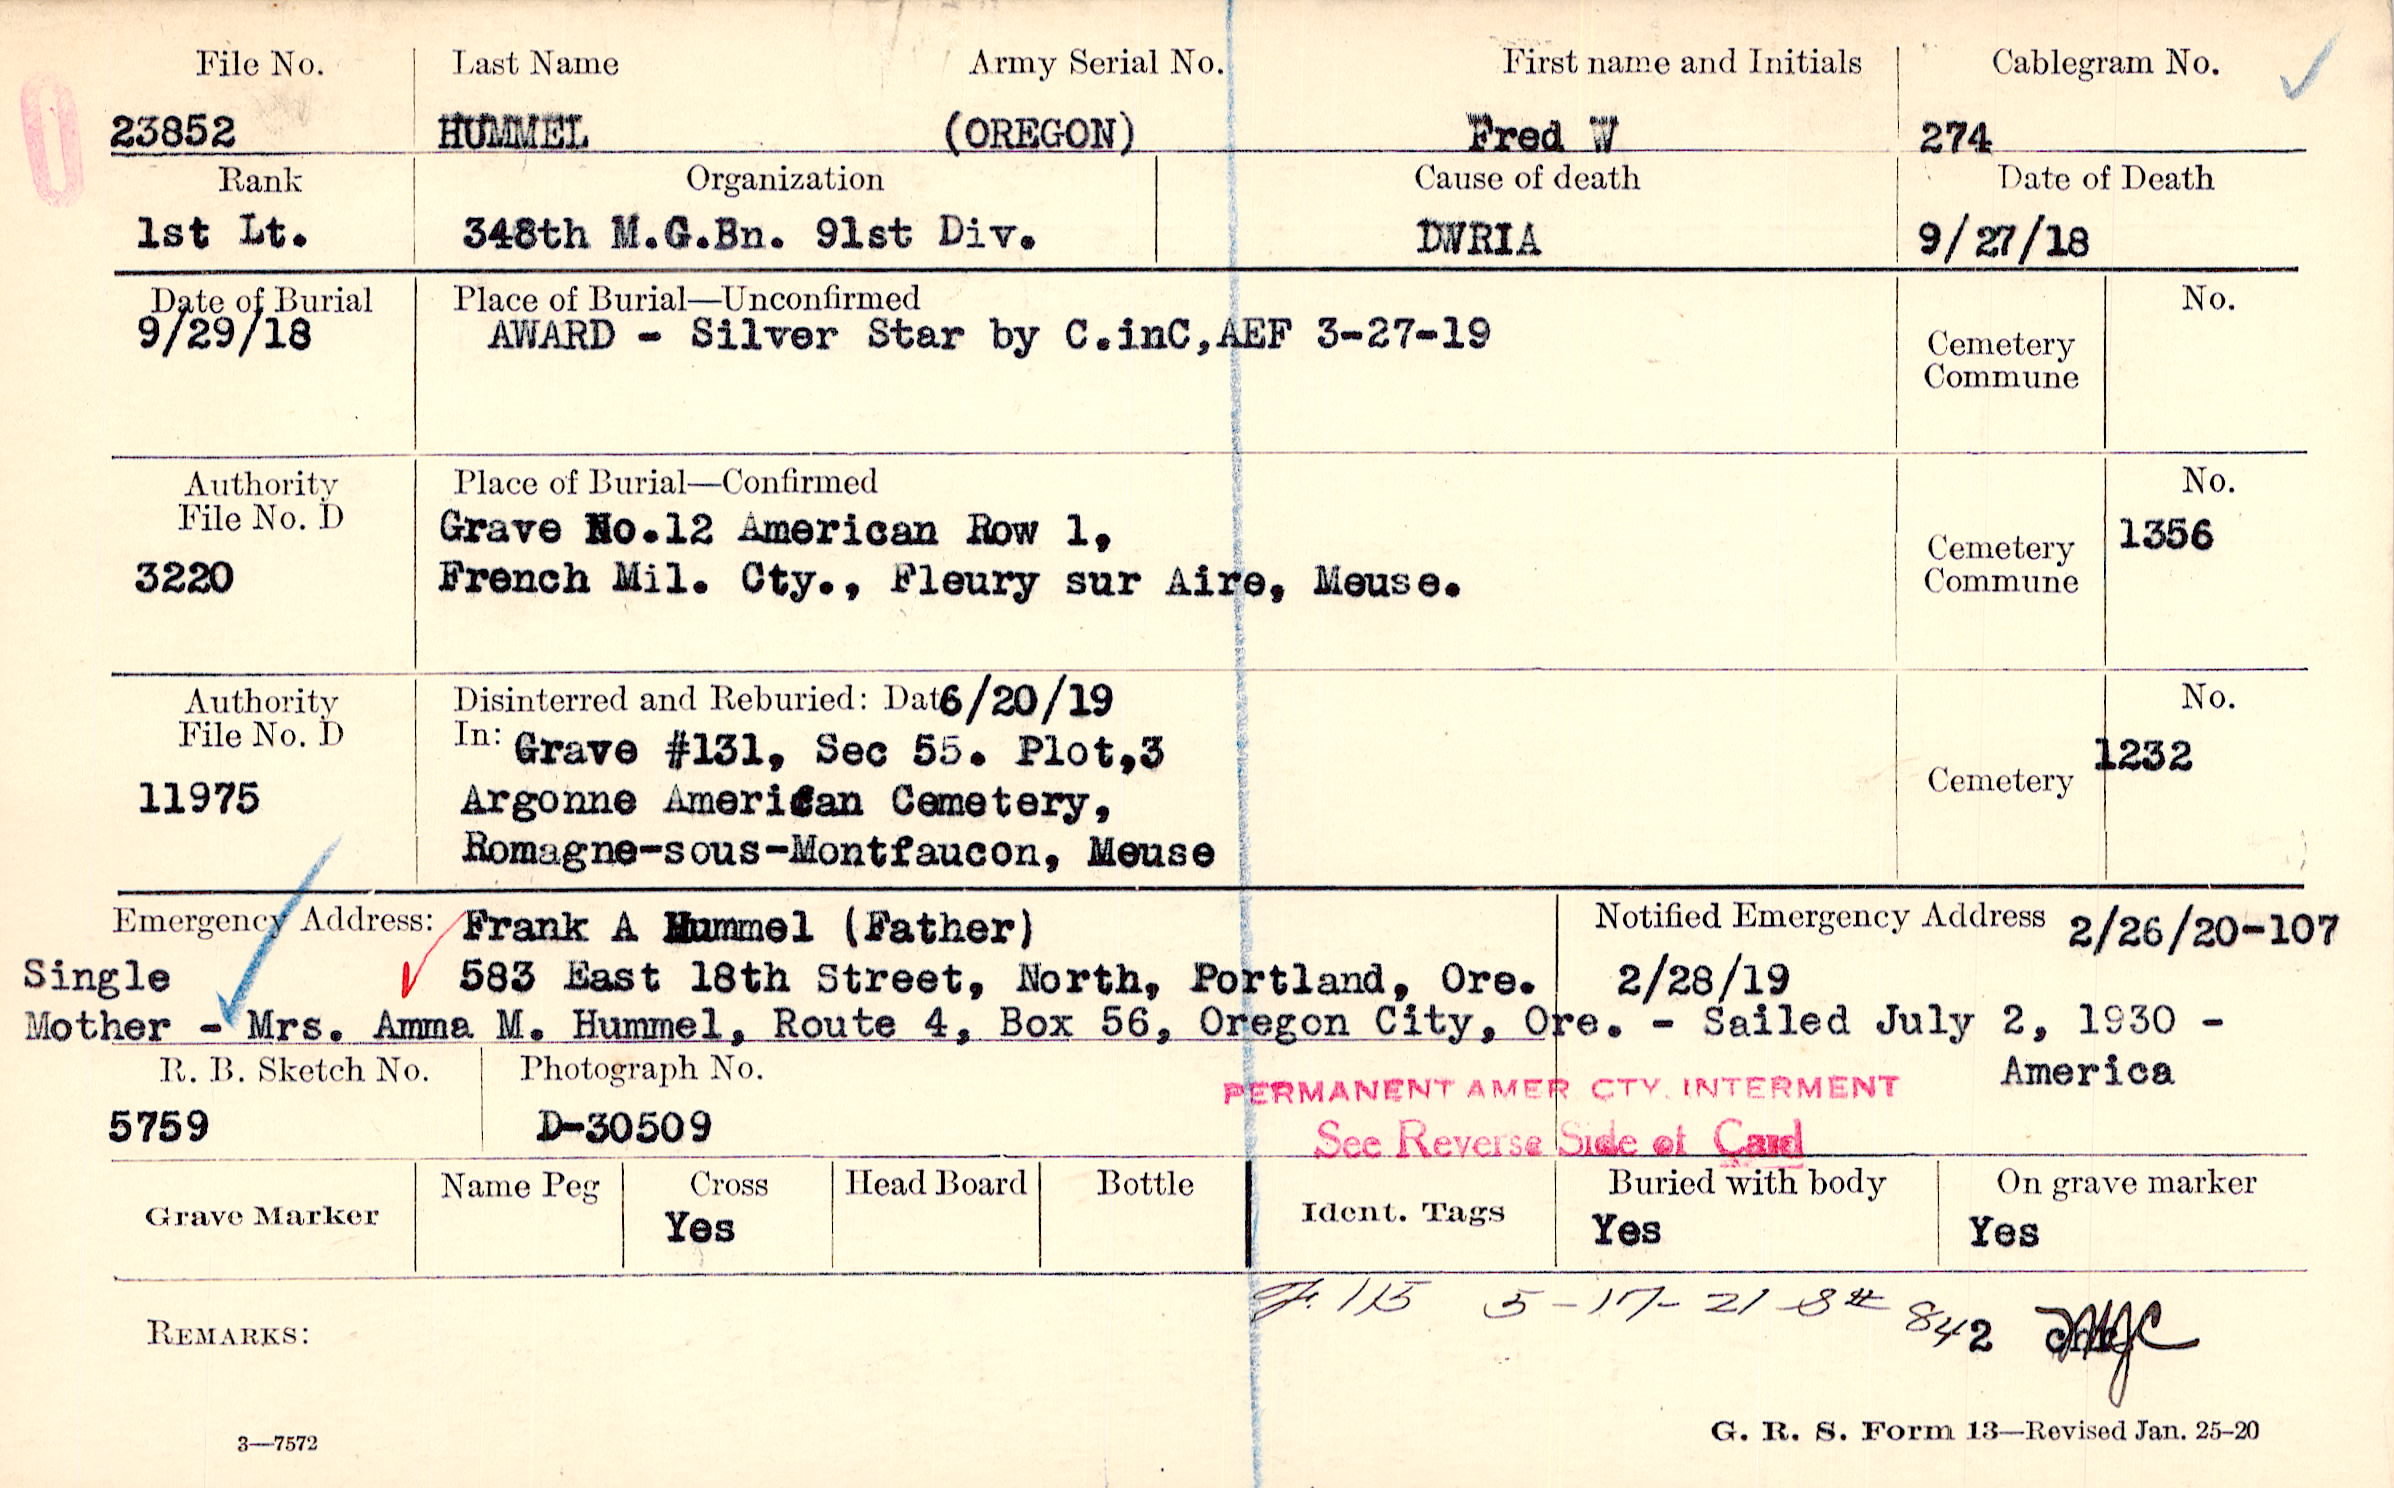 File No. Last Name Army Serial No. First name and Initials Cablegram No.
23852 HUMMEL (OREGON) Fred W 274
Rank Organization Cause of death Date of Death
1st Lt. 348th M.G.Bn. 91st Div. DWRIA 9/27/18
Date of Burial Place of Burial—Unconfirmed No.
9/29/18 AWARD - Silver Star by C.inC,AEF 3-27-19
Cemetery
Commune
Authority Place of Burial—Confirmed No.
File No. D
Grave No.12 American Row 1, 1356
Cemetery
3220 French Mil. Cty., Fleury sur Aire, Meuse. Commune
Authority Disinterred and Reburied: Dat6/20/19 No.
File No. D In: Grave #131, Sec 55. Plot,3 1232
Cemetery
11975 Argonne American Cemetery,
Romagne-sous-Montfaucon, Meuse
Emergency Address: Frank A Hummel (Father) Notified Emergency Address 2/26/20-107
Single 583 East 18th Street, North, Portland, Ore. 2/28/19
Mother - Mrs. Amma M. Hummel, Route 4, Box 56, Oregon City, Ore. - Sailed July 2, 1930 -
America
R. B. Sketch No. Photograph No.
PERMANENT AMER CTY. INTERMENT
5759 D-30509
See Reverse Side of Card
Grave Marker Name Peg Cross Head Board Bottle Ident. Tags Buried with body On grave marker
Yes Yes Yes
115 5-17-21
842
REMARKS:
3—7572 G. R. S. Form 13—Revised Jan. 25-20